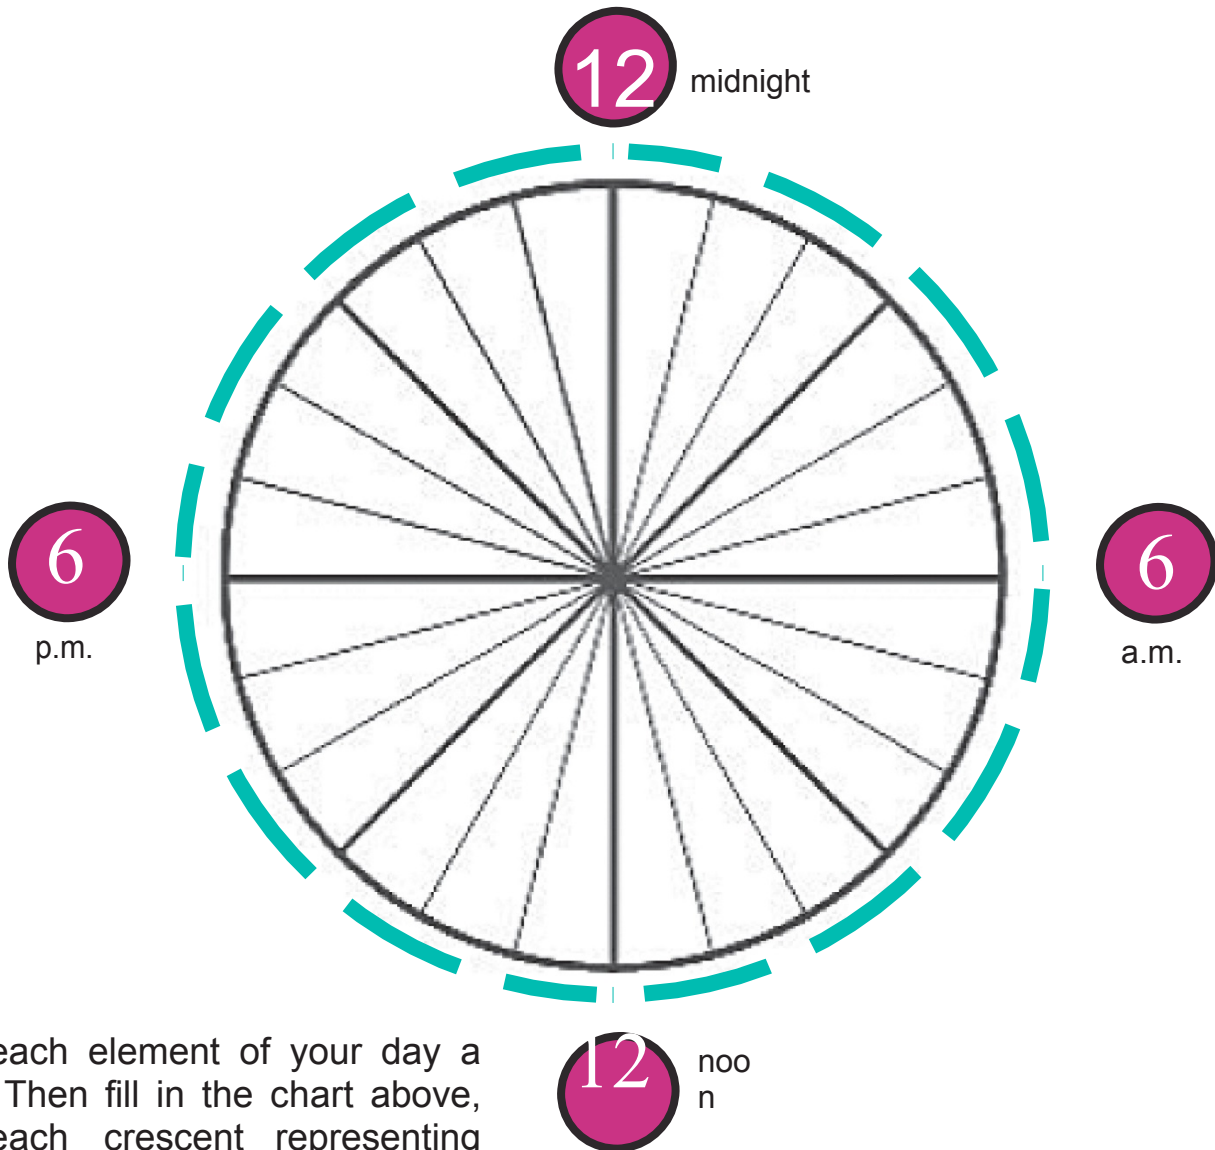 12 midnight
6
p.m.
6
a.m.
each element of your day a
Then fill in the chart above,
each crescent representing
12
noo
n